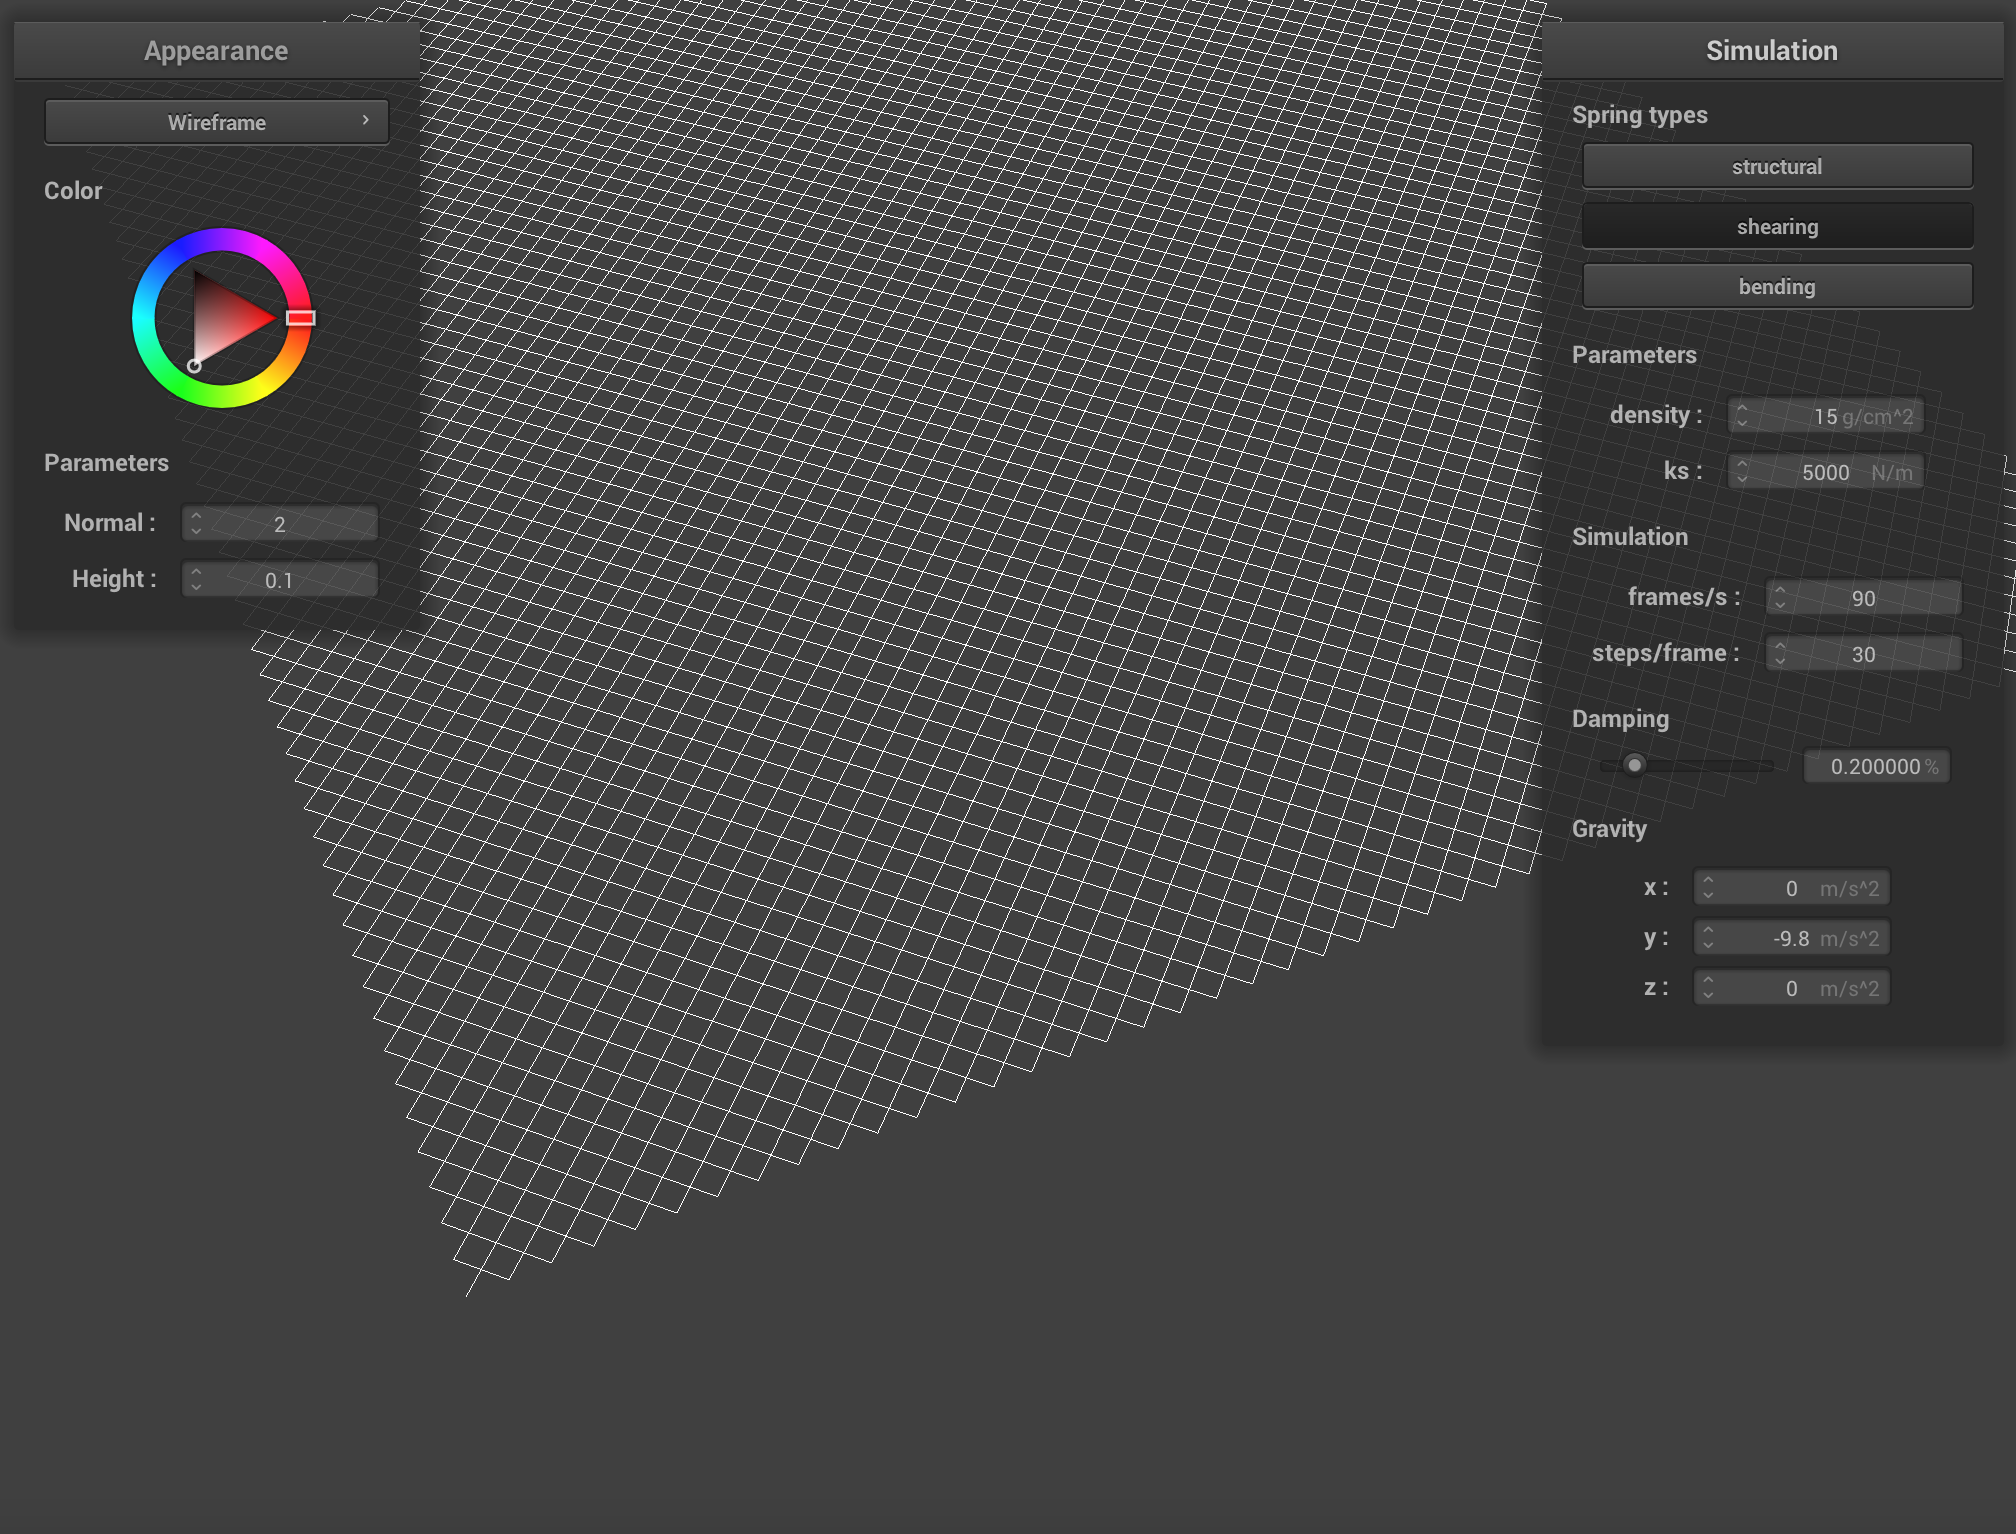 Appearance
Wireframe
Color
Parameters
Normal : 2
Height : 0.1
Simulation
Spring types
structural
shearing
bending
Parameters
density : 15 g/cm^2
ks : 5000 N/m
Simulation
frames/s : 90
steps/frame : 30
Damping
0.200000 %
Gravity
x : 0 m/s^2
y : -9.8 m/s^2
z : 0 m/s^2